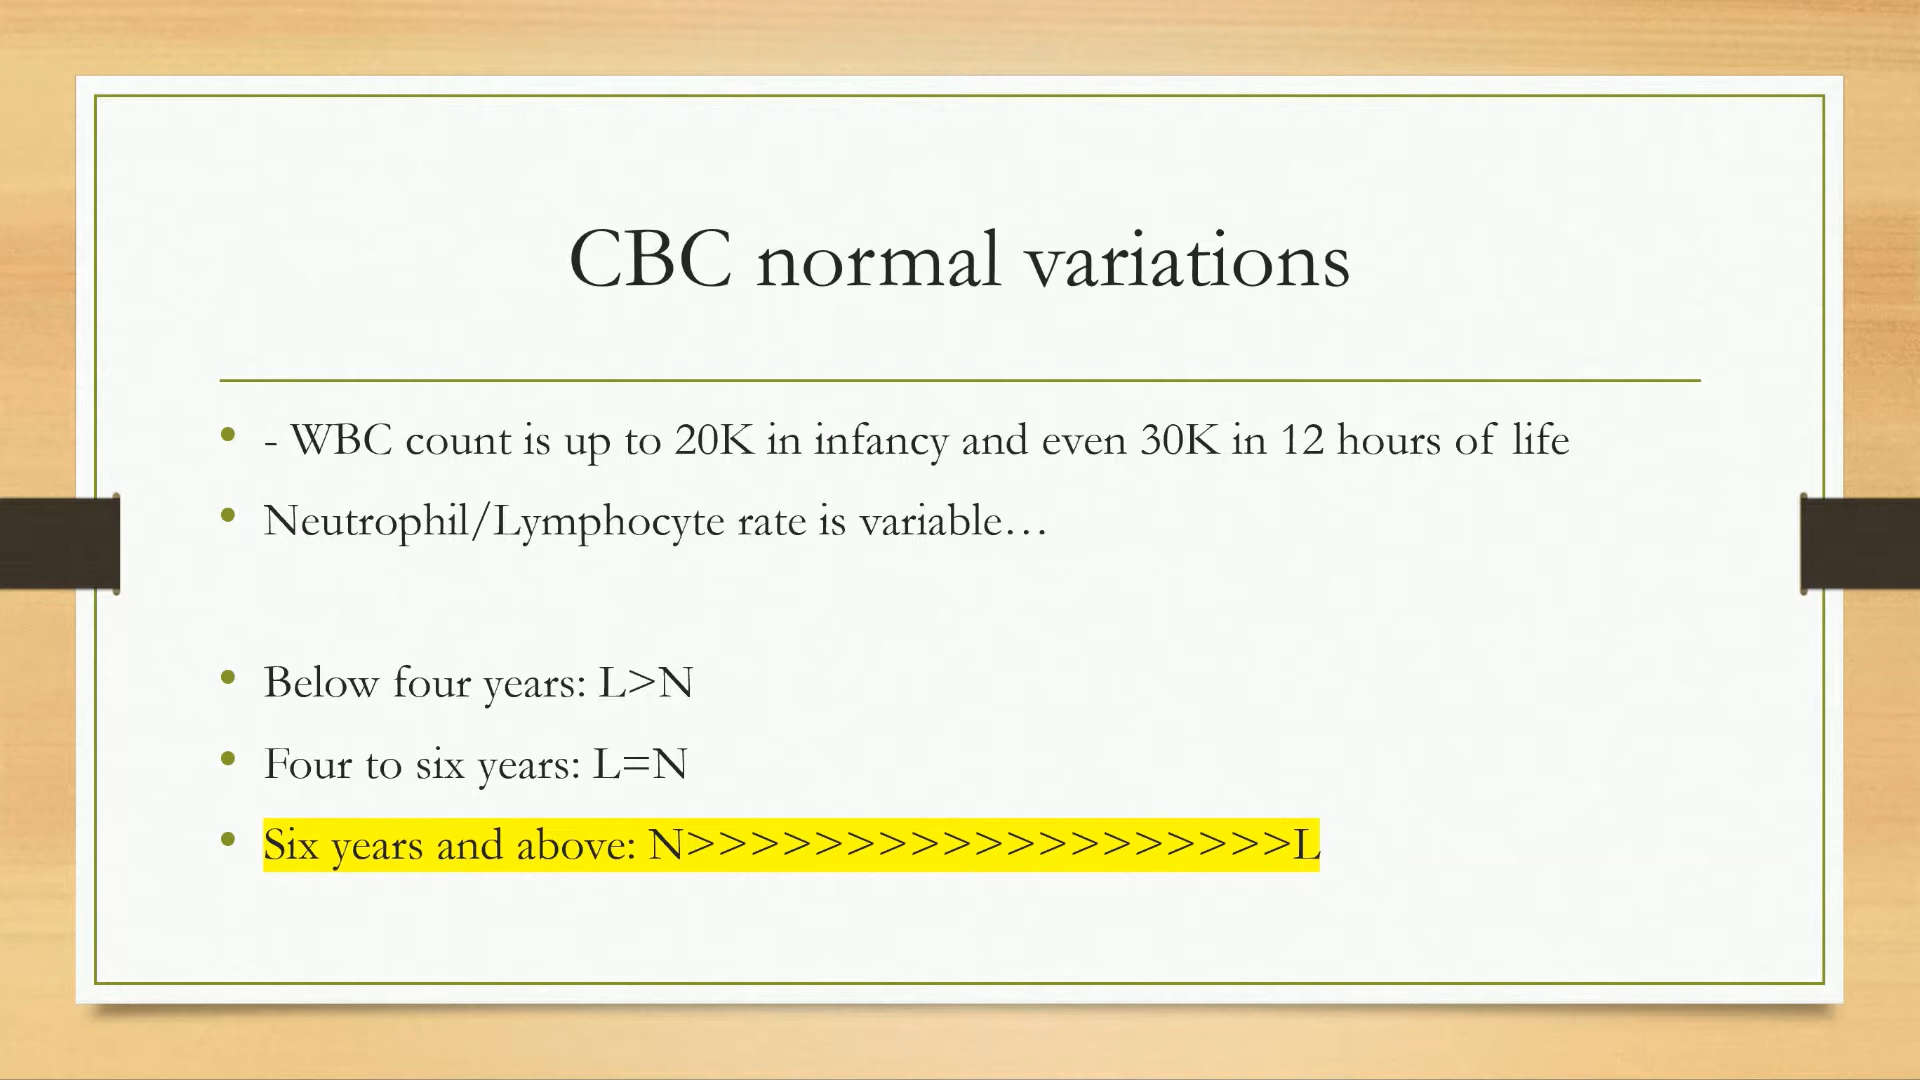 CBC normal variations
- WBC count is up to 20K in infancy and even 30K in 12 hours of life
Neutrophil/Lymphocyte rate is variable…
Below four years: L>N
Four to six years: L=N
Six years and above: N>>>>>>>>>>>>>>>>>>>L